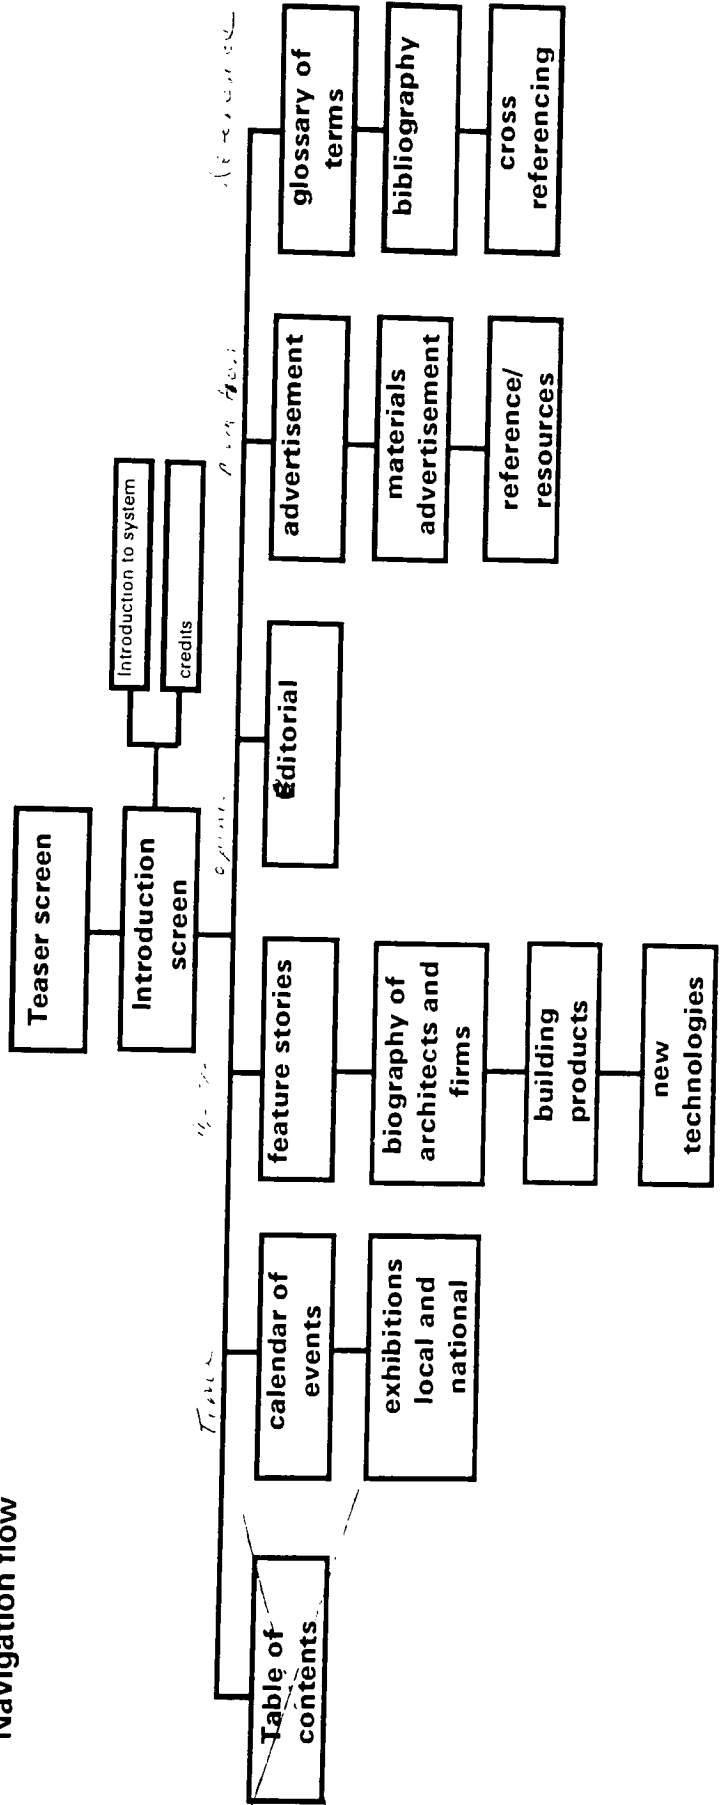 Navigation flow
Teaser screen
Introduction
screen
Introduction to system
credits
Time
Table of
contents
calendar of
events
exhibitions
local and
national
feature stories
biography of
architects and
firms
building
products
new
technologies
Editorial
advertisement
materials
advertisement
reference/
resources
glossary of
terms
bibliography
cross
referencing